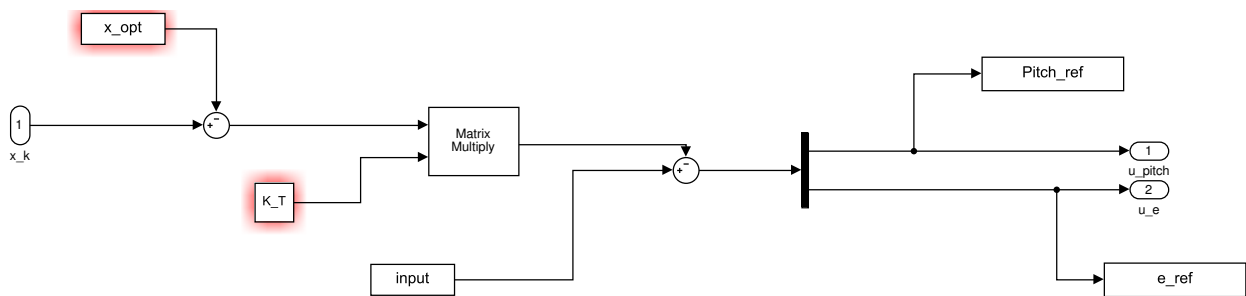 x_opt
Pitch_ref
1
x_k
+
−
Matrix
Multiply
K_T
+
−
1
u_pitch
2
u_e
input
e_ref